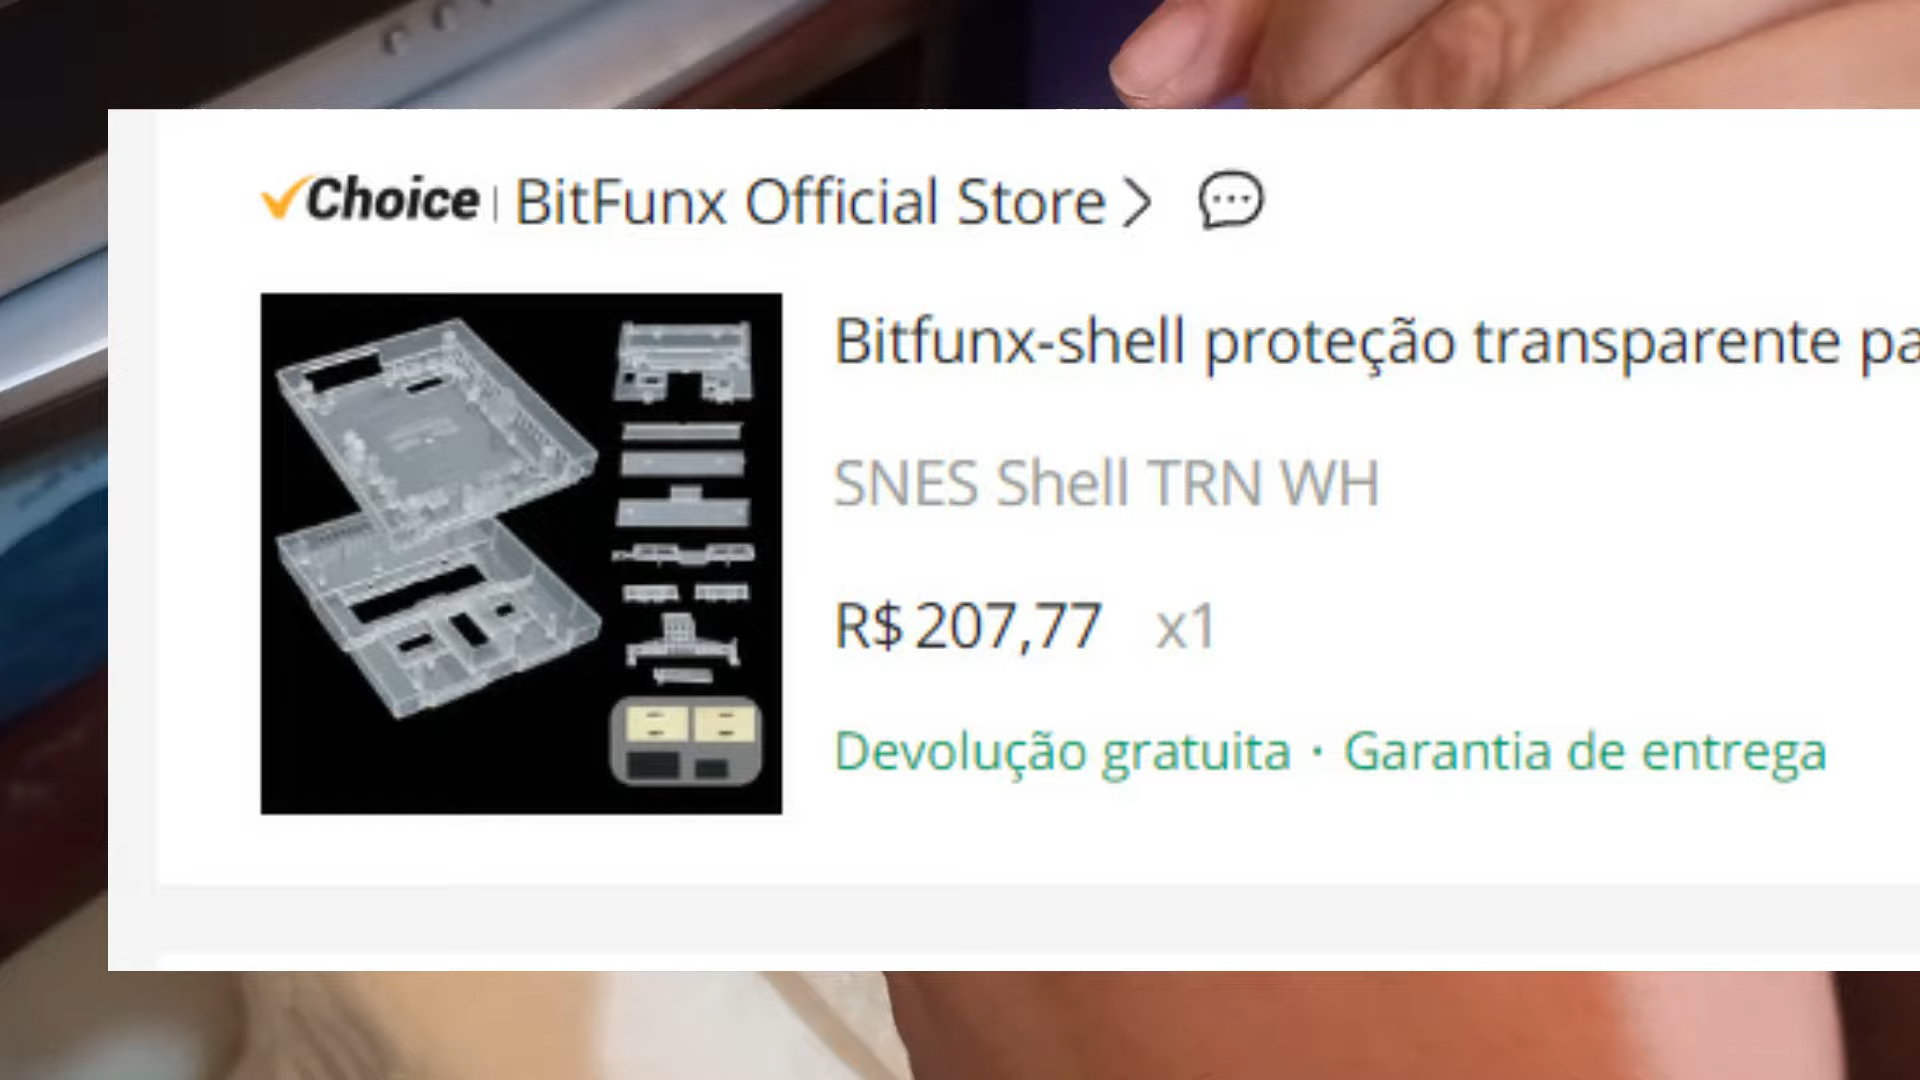 Choice | BitFunx Official Store >
Bitfunx-shell proteção transparente
SNES Shell TRN WH
R$ 207,77 x1
Devolução gratuita · Garantia de entrega